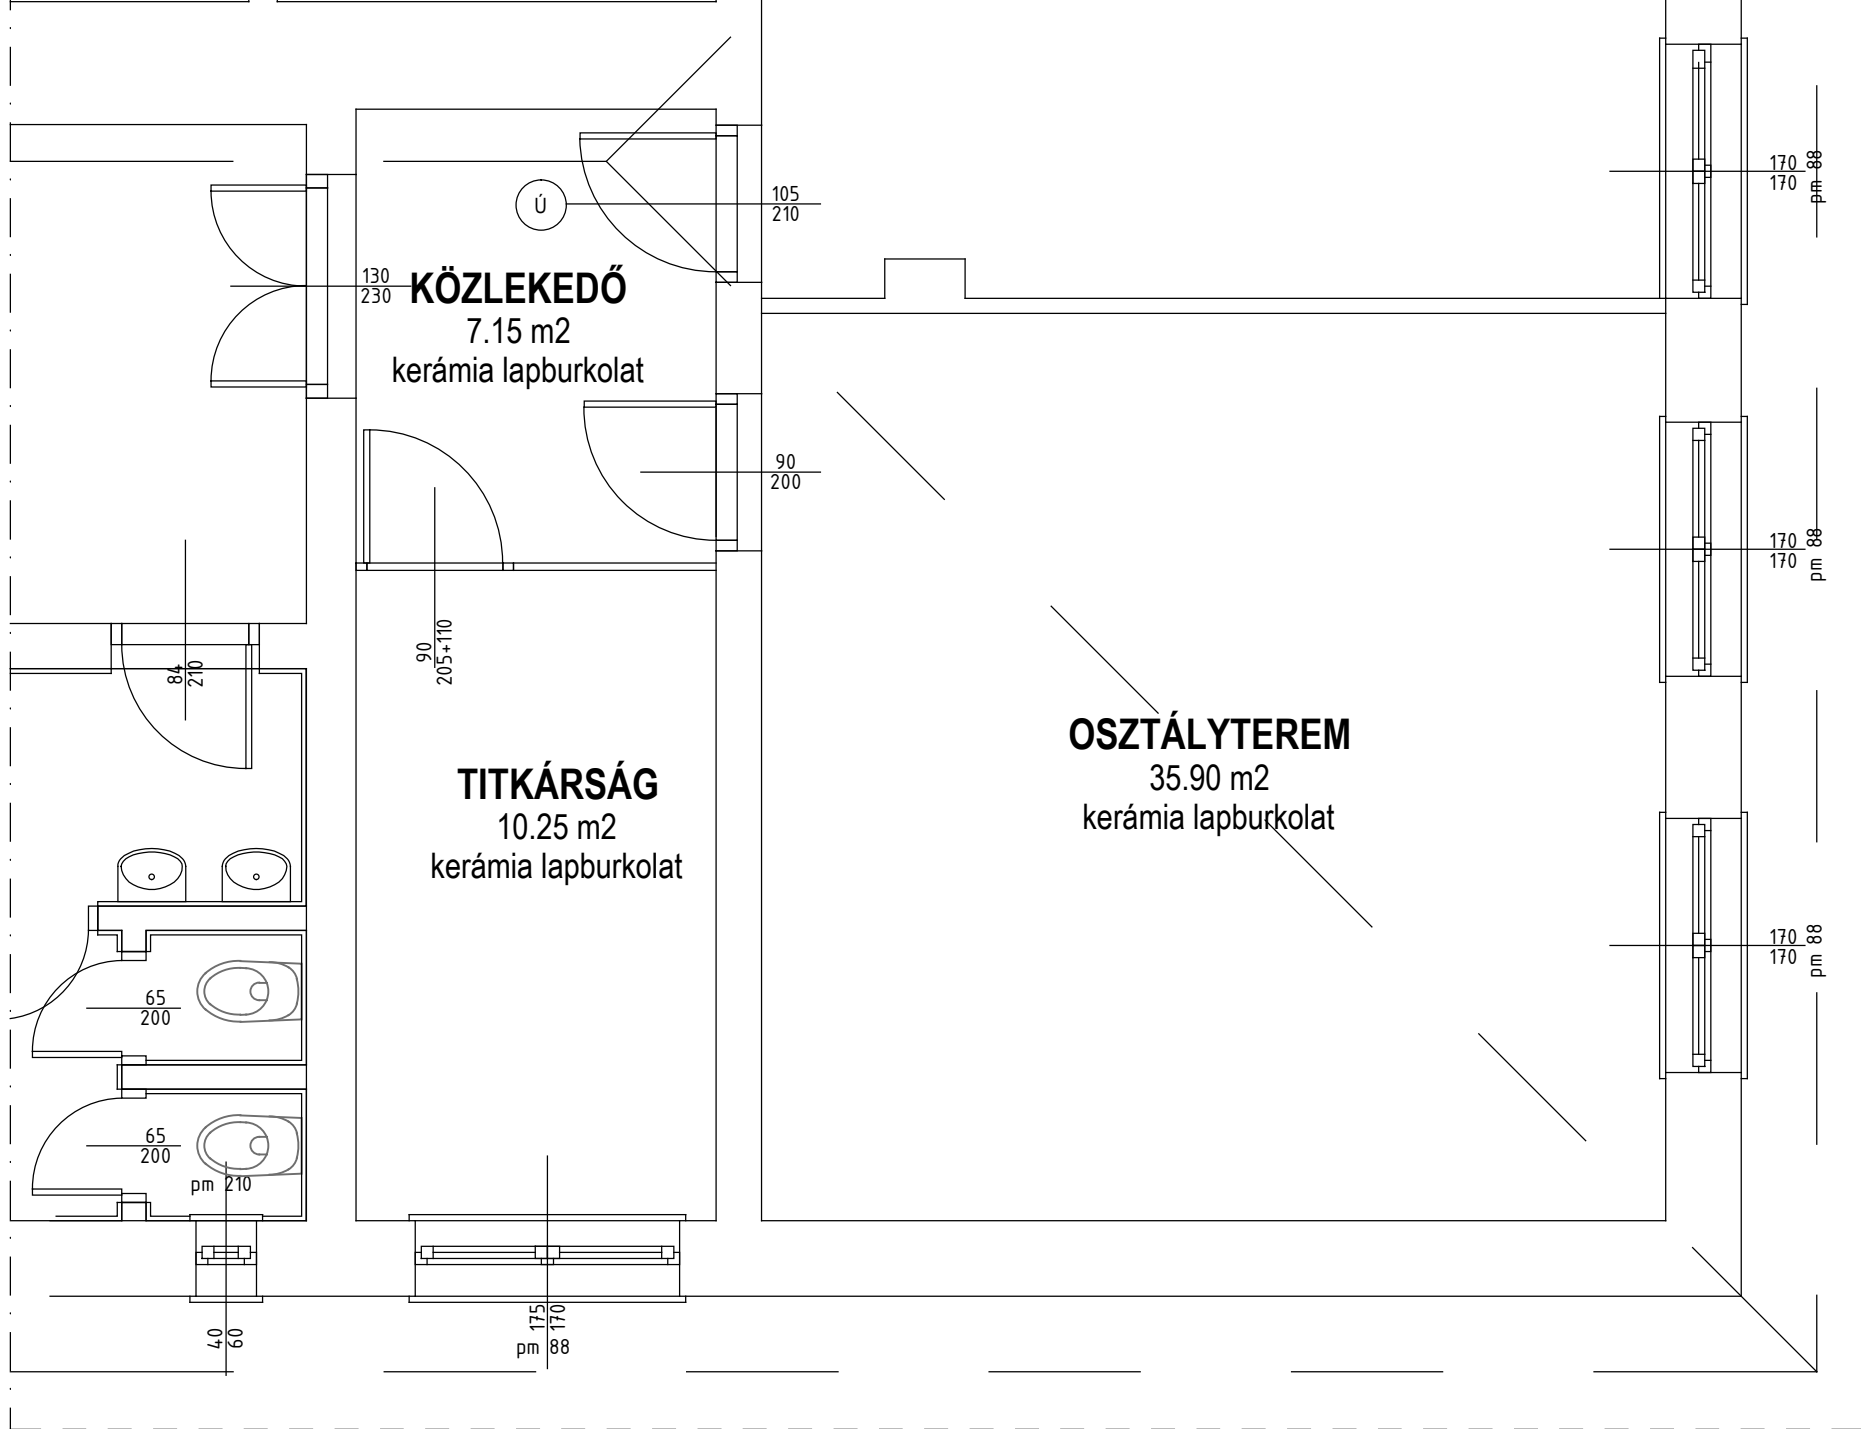 170
170
pm 88
Ú
105
210
130
230
KÖZLEKEDŐ
7.15 m2
kerámia lapburkolat
90
200
170
170
pm 88
90
205+110
84
210
OSZTÁLYTEREM
35.90 m2
kerámia lapburkolat
TITKÁRSÁG
10.25 m2
kerámia lapburkolat
170
170
pm 88
65
200
65
200
pm 210
40
60
175
170
pm 88